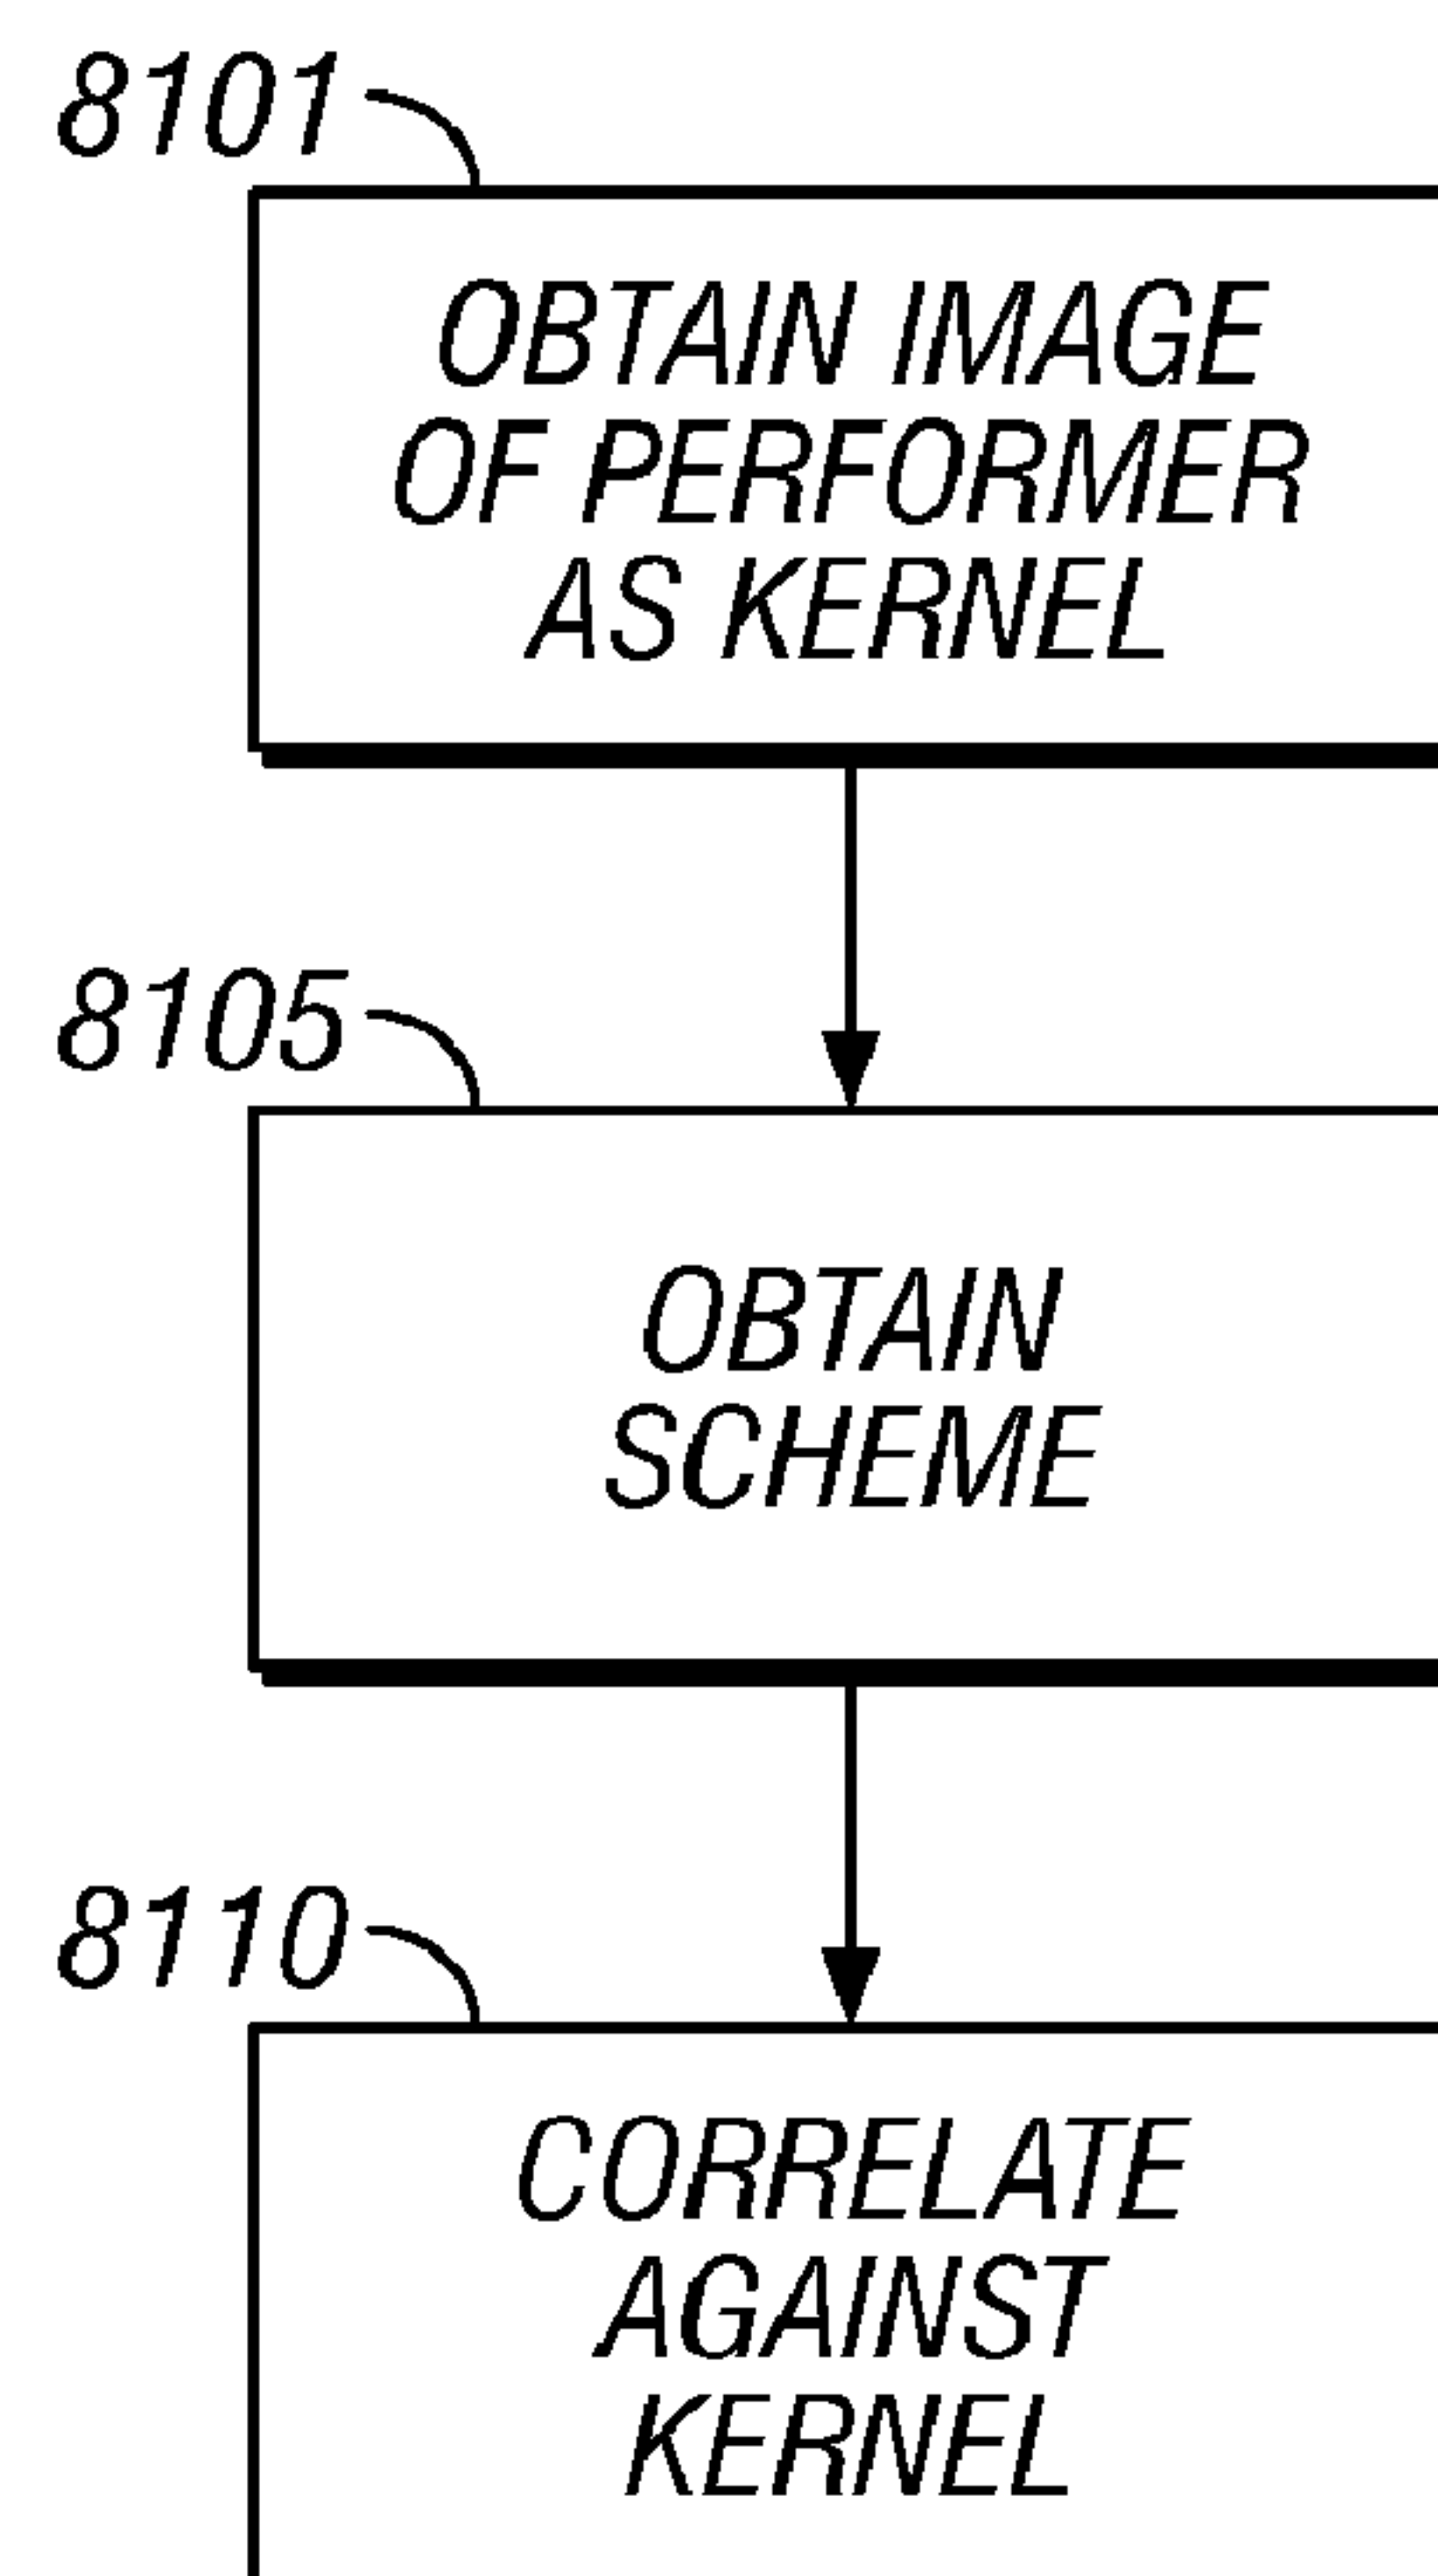 8101
OBTAIN IMAGE
OF PERFORMER
AS KERNEL
8105
OBTAIN
SCHEME
8110
CORRELATE
AGAINST
KERNEL